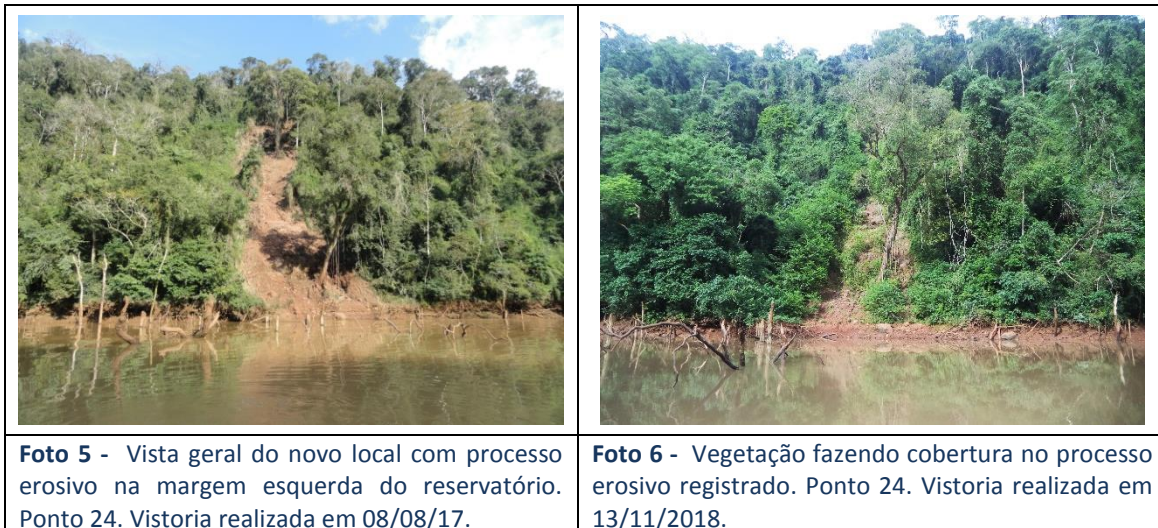 Foto 5 - Vista geral do novo local com processo
erosivo na margem esquerda do reservatório.
Ponto 24. Vistoria realizada em 08/08/17.
Foto 6 - Vegetação fazendo cobertura no processo
erosivo registrado. Ponto 24. Vistoria realizada em
13/11/2018.